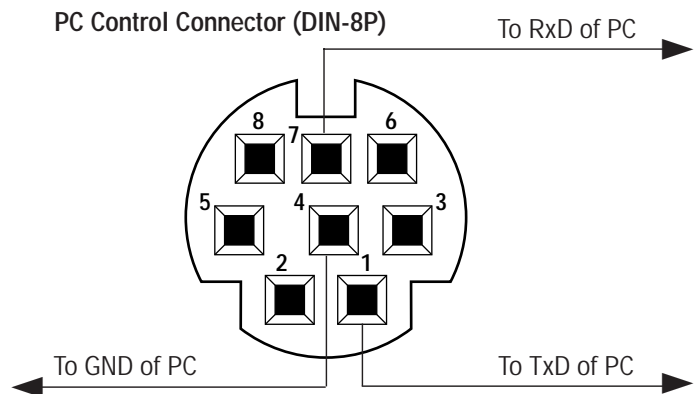 PC Control Connector (DIN-8P)
To RxD of PC
8 7 6
5 4 3
2 1
To GND of PC
To TxD of PC